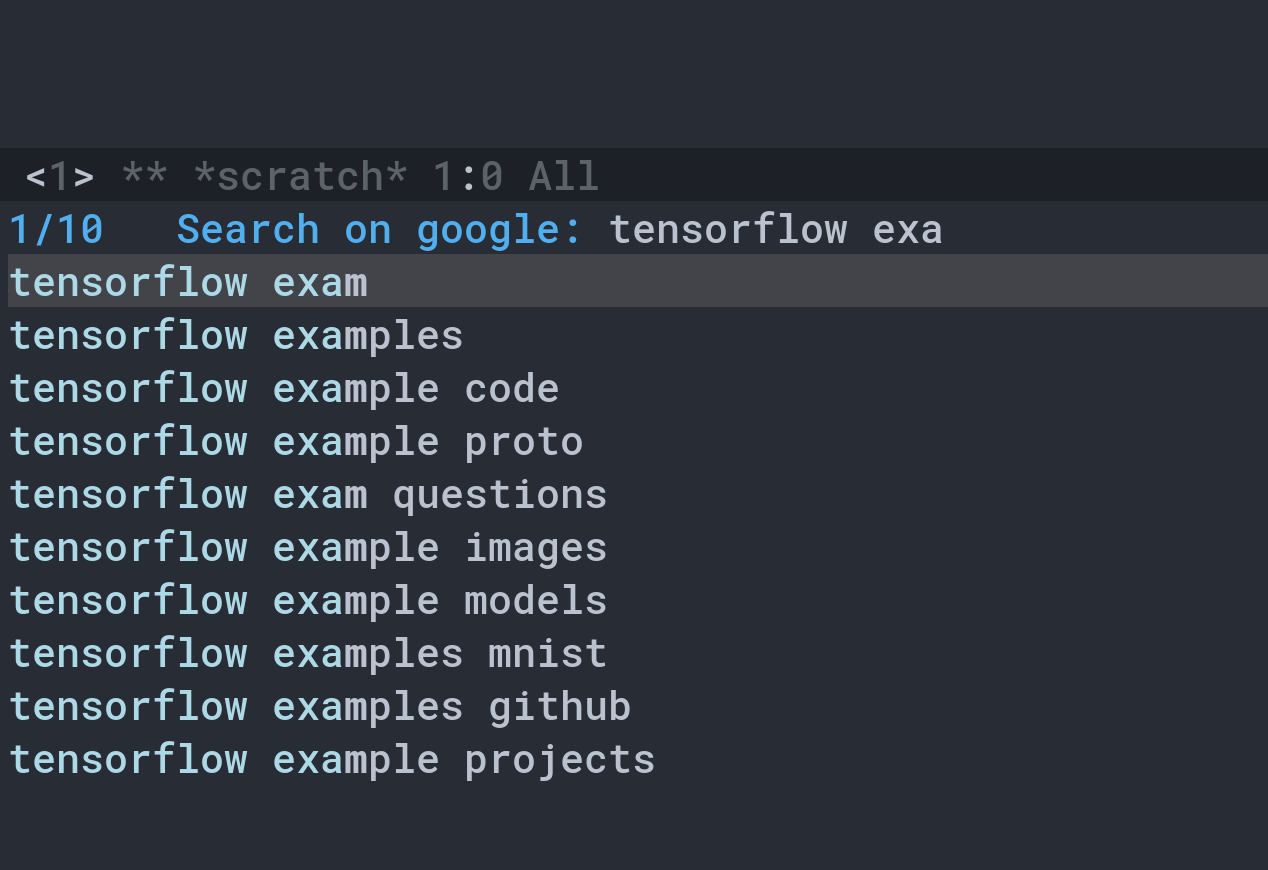 <1> ** *scratch* 1:0 All
1/10 Search on google: tensorflow exa
tensorflow exam
tensorflow examples
tensorflow example code
tensorflow example proto
tensorflow exam questions
tensorflow example images
tensorflow example models
tensorflow examples mnist
tensorflow examples github
tensorflow example projects